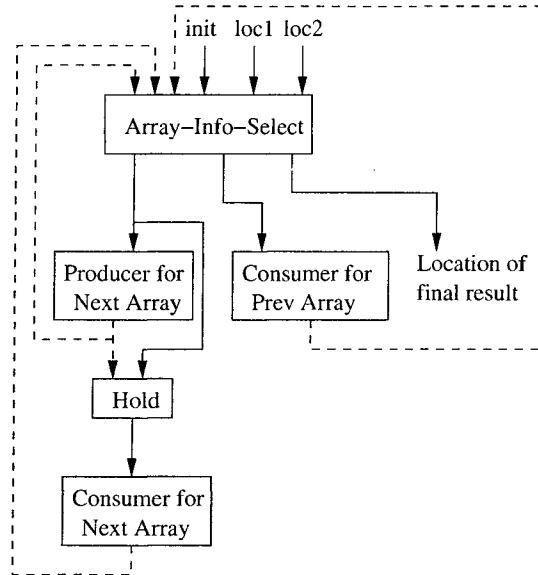 init loc1 loc2
Array–Info–Select
Producer for
Next Array
Consumer for
Prev Array
Location of
final result
Hold
Consumer for
Next Array